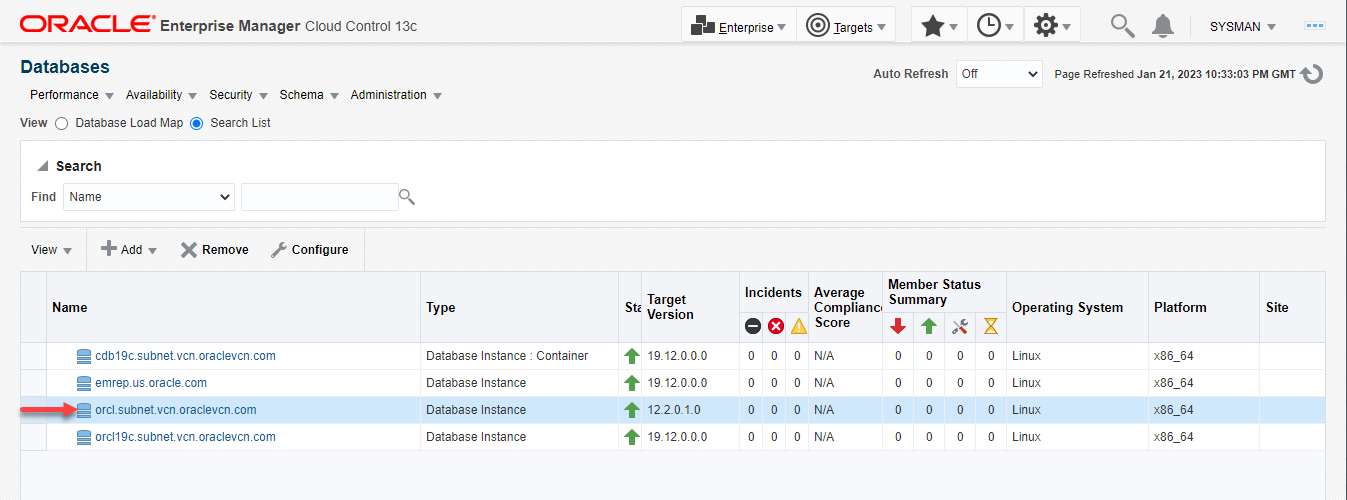 ORACLE Enterprise Manager Cloud Control 13c Enterprise Targets SYSMAN
Databases
Auto Refresh Off Page Refreshed Jan 21, 2023 10:33:03 PM GMT
Performance Availability Security Schema Administration
View Database Load Map Search List
Search
Find Name
View Add Remove Configure
Name Type Sta Target Version Incidents Average Compliance Score Member Status Summary Operating System Platform Site
cdb19c.subnet.vcn.oraclevcn.com Database Instance : Container 19.12.0.0.0 0 0 0 N/A 0 0 0 0 Linux x86_64
emrep.us.oracle.com Database Instance 19.12.0.0.0 0 0 0 N/A 0 0 0 0 Linux x86_64
orcl.subnet.vcn.oraclevcn.com Database Instance 12.2.0.1.0 0 0 0 N/A 0 0 0 0 Linux x86_64
orcl19c.subnet.vcn.oraclevcn.com Database Instance 19.12.0.0.0 0 0 0 N/A 0 0 0 0 Linux x86_64